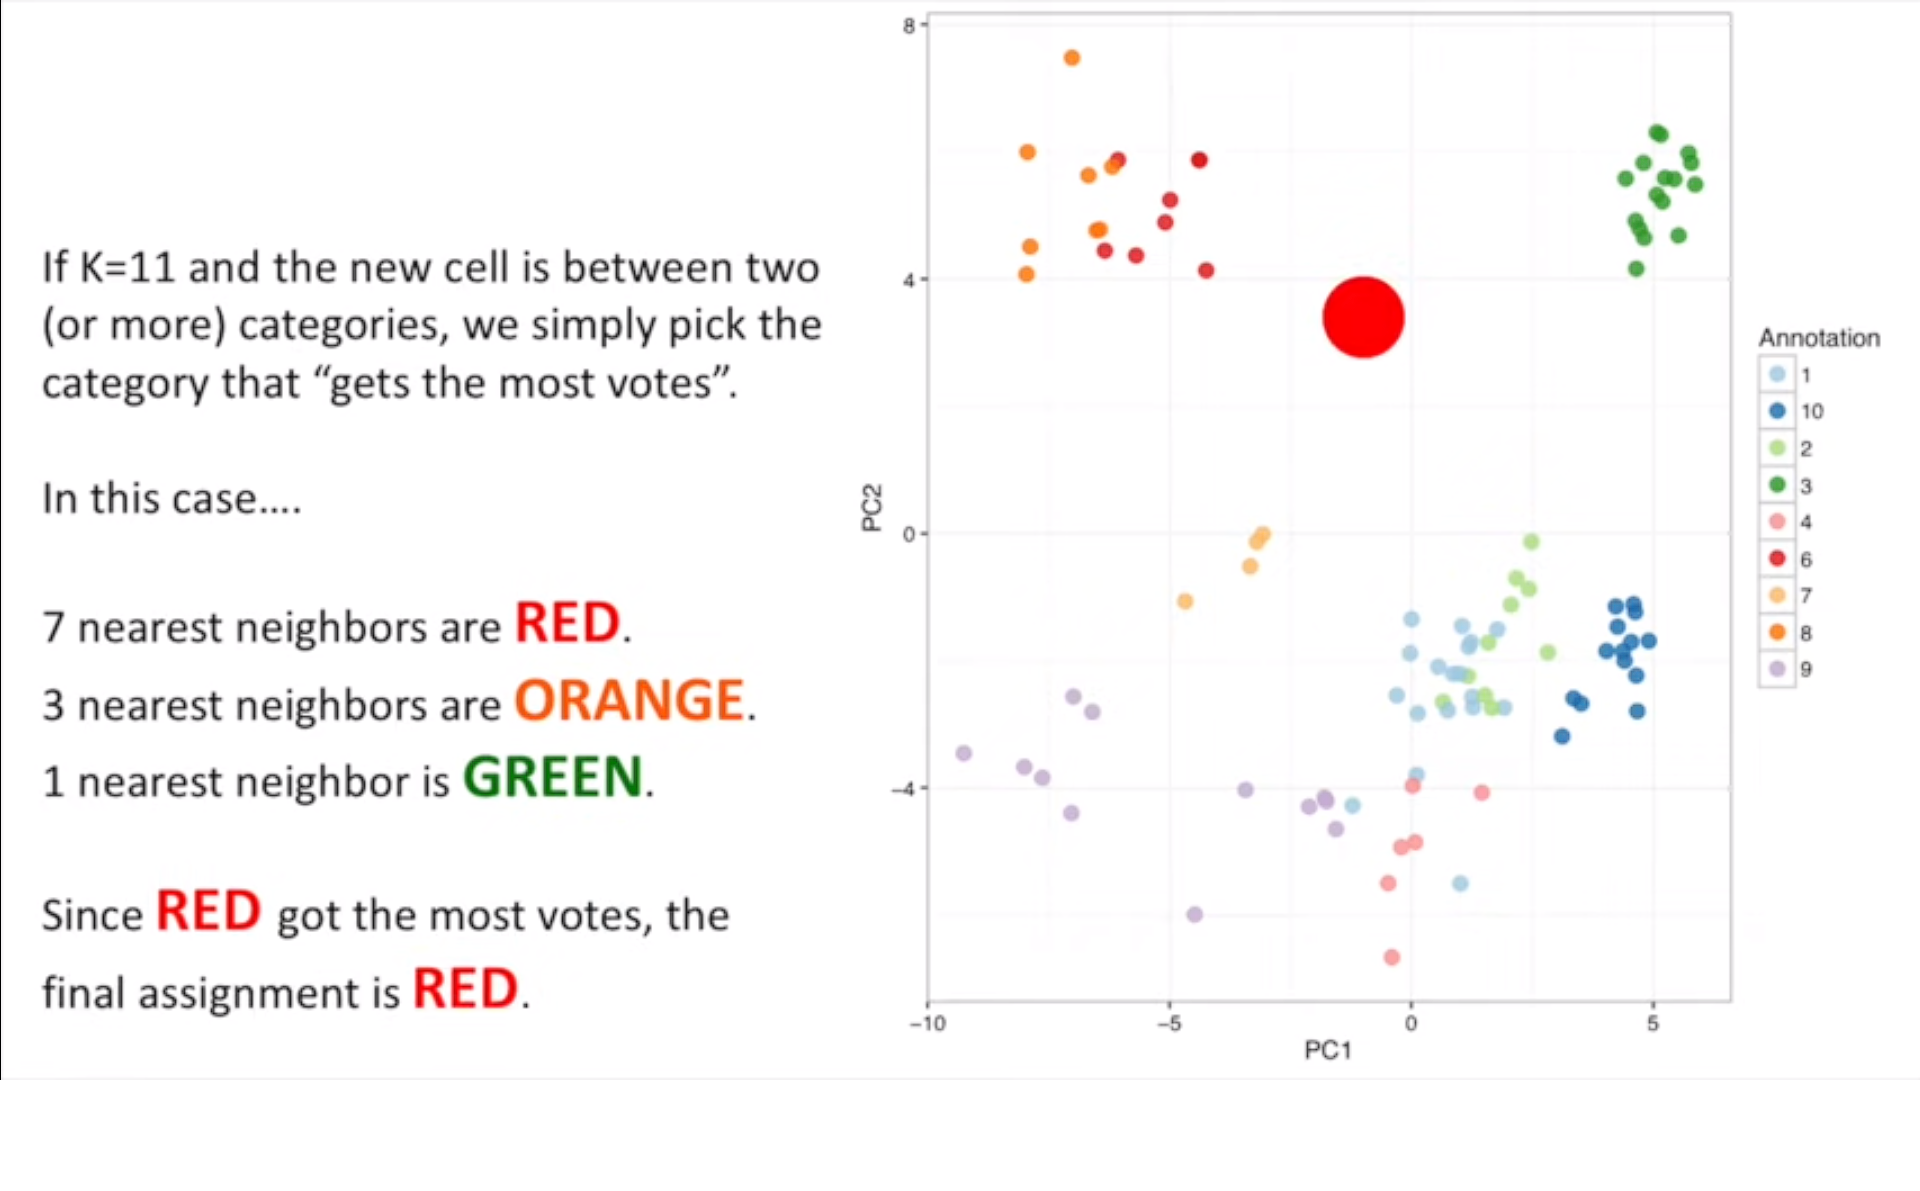 If K=11 and the new cell is between two
(or more) categories, we simply pick the
category that “gets the most votes”.
In this case....
7 nearest neighbors are RED.
3 nearest neighbors are ORANGE.
1 nearest neighbor is GREEN.
Since RED got the most votes, the
final assignment is RED.
8
4
0
−4
PC2
−10
−5
0
5
PC1
Annotation
1
10
2
3
4
6
7
8
9